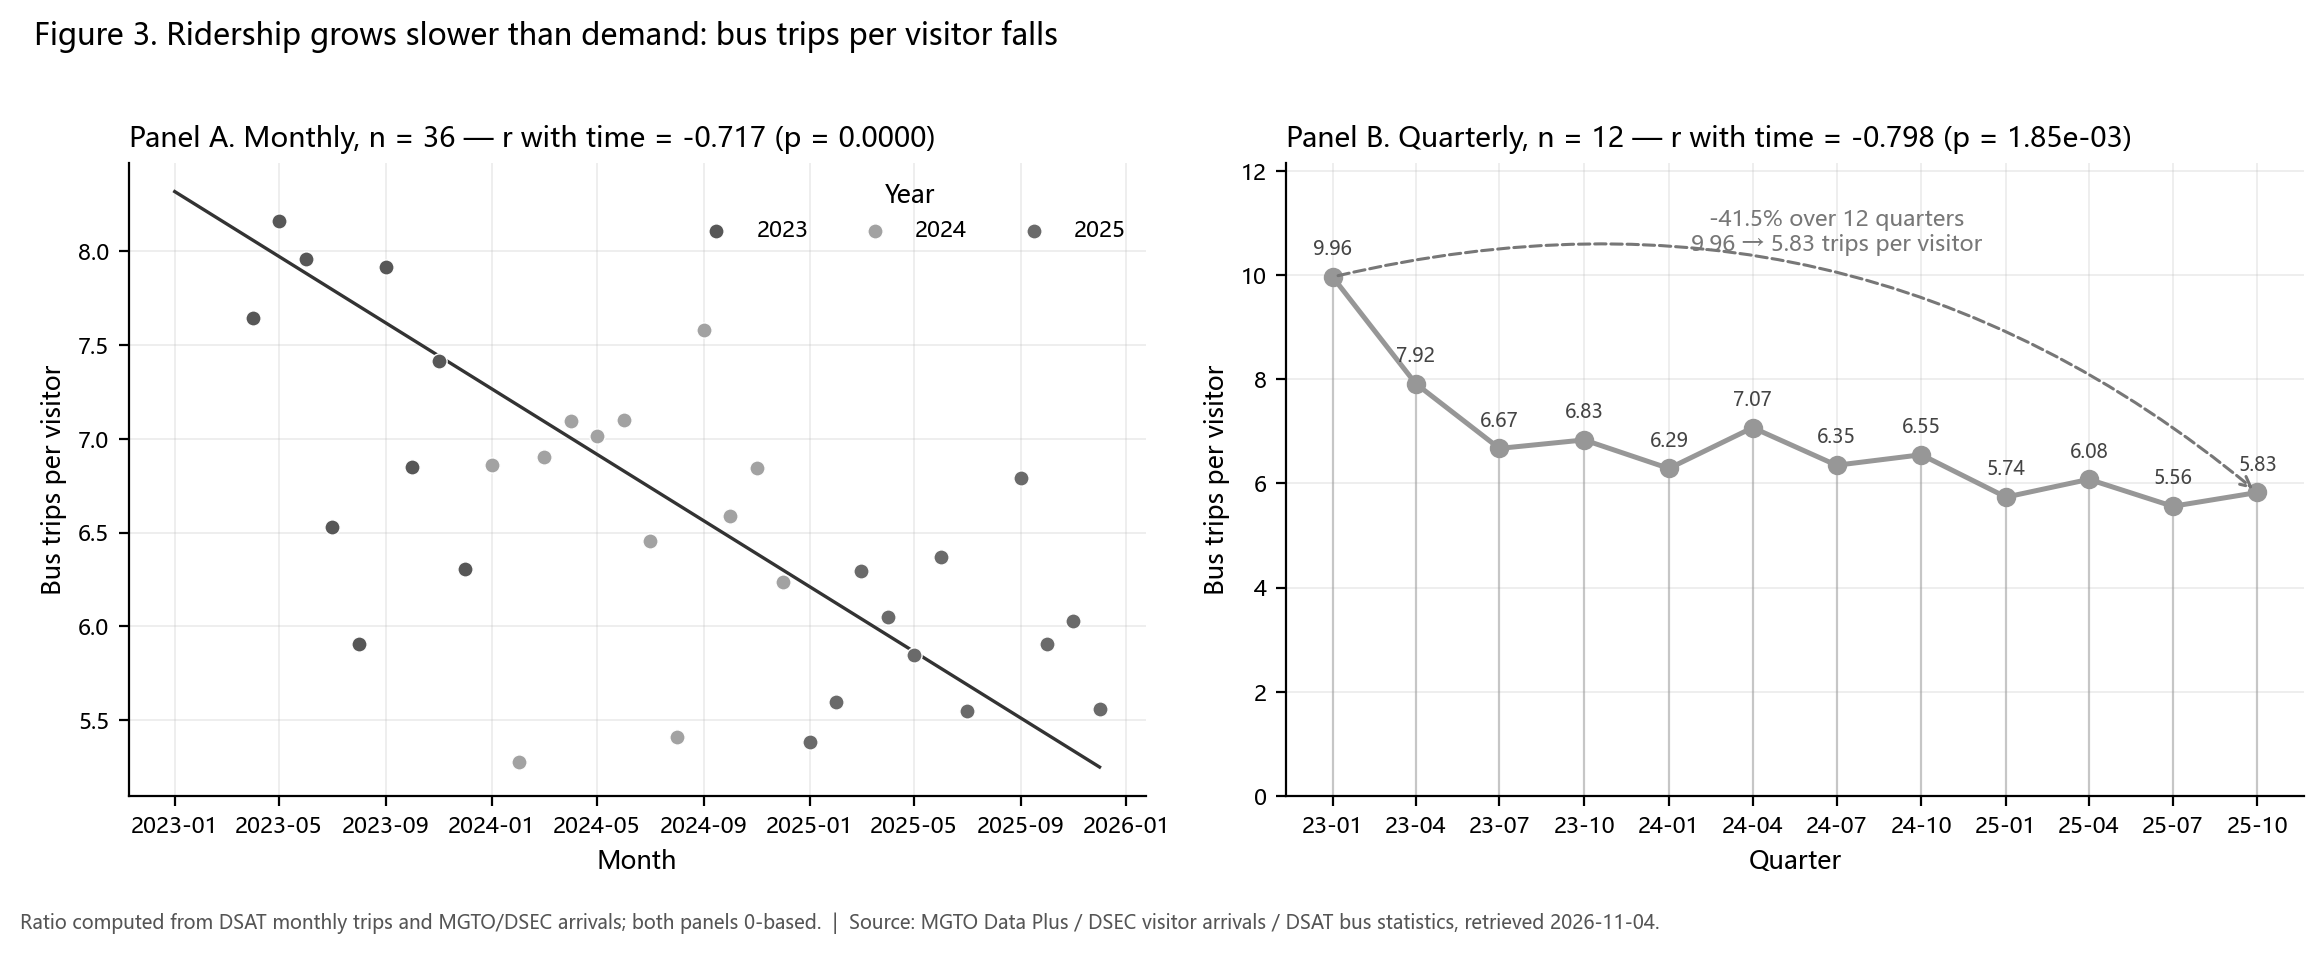 Figure 3. Ridership grows slower than demand: bus trips per visitor falls
Panel A. Monthly, n = 36 — r with time = -0.717 (p = 0.0000)
Year
2023 2024 2025
8.0
7.5
7.0
6.5
6.0
5.5
Bus trips per visitor
2023-01 2023-05 2023-09 2024-01 2024-05 2024-09 2025-01 2025-05 2025-09 2026-01
Month
Panel B. Quarterly, n = 12 — r with time = -0.798 (p = 1.85e-03)
12
10
8
6
4
2
0
Bus trips per visitor
-41.5% over 12 quarters
9.96 → 5.83 trips per visitor
9.96
7.92
6.67
6.83
6.29
7.07
6.35
6.55
5.74
6.08
5.56
5.83
23-01 23-04 23-07 23-10 24-01 24-04 24-07 24-10 25-01 25-04 25-07 25-10
Quarter
Ratio computed from DSAT monthly trips and MGTO/DSEC arrivals; both panels 0-based. | Source: MGTO Data Plus / DSEC visitor arrivals / DSAT bus statistics, retrieved 2026-11-04.